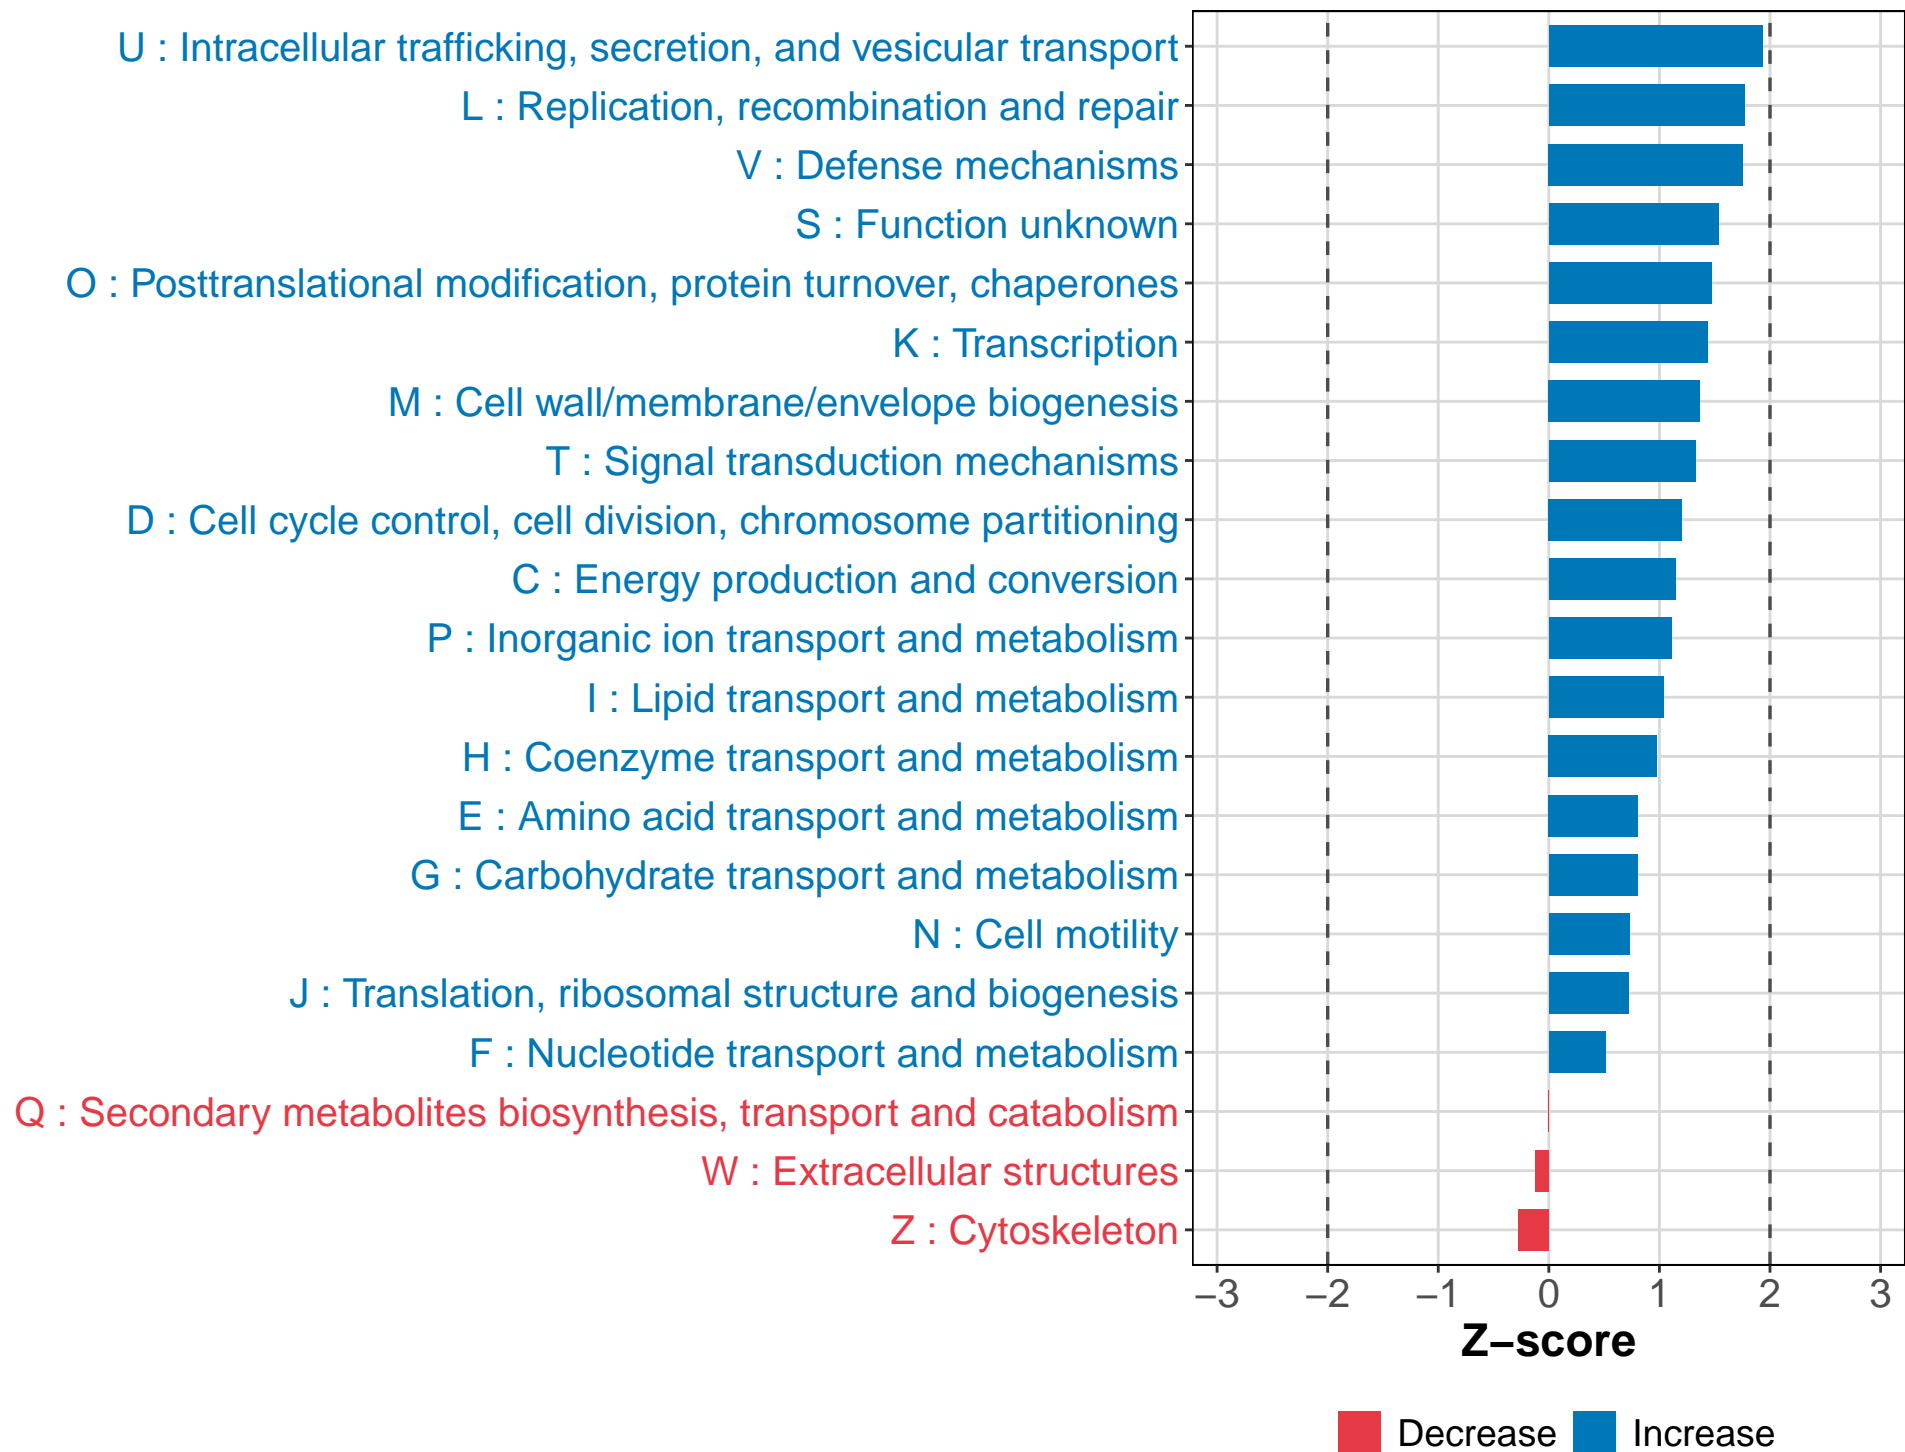 U : Intracellular trafficking, secretion, and vesicular transport
L : Replication, recombination and repair
V : Defense mechanisms
S : Function unknown
O : Posttranslational modification, protein turnover, chaperones
K : Transcription
M : Cell wall/membrane/envelope biogenesis
T : Signal transduction mechanisms
D : Cell cycle control, cell division, chromosome partitioning
C : Energy production and conversion
P : Inorganic ion transport and metabolism
I : Lipid transport and metabolism
H : Coenzyme transport and metabolism
E : Amino acid transport and metabolism
G : Carbohydrate transport and metabolism
N : Cell motility
J : Translation, ribosomal structure and biogenesis
F : Nucleotide transport and metabolism
Q : Secondary metabolites biosynthesis, transport and catabolism
W : Extracellular structures
Z : Cytoskeleton
−3 −2 −1 0 1 2 3
Z−score
Decrease Increase